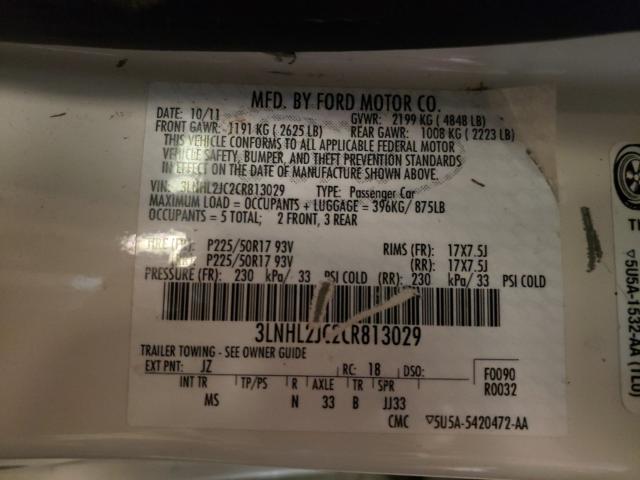 MFD. BY FORD MOTOR CO.
DATE: 10/11 GVWR: 2199 KG ( 4848 LB)
FRONT GAWR: 1191 KG ( 2625 LB) REAR GAWR: 1008 KG ( 2223 LB)
THIS VEHICLE CONFORMS TO ALL APPLICABLE FEDERAL MOTOR
VEHICLE SAFETY, BUMPER, AND THEFT PREVENTION STANDARDS
IN EFFECT ON THE DATE OF MANUFACTURE SHOWN ABOVE.
VIN: 3LNHL2JC2CR813029 TYPE: Passenger Car
MAXIMUM LOAD = OCCUPANTS + LUGGAGE = 396KG/ 875LB
OCCUPANTS = 5 TOTAL: 2 FRONT, 3 REAR
TIRE (FR): P225/50R17 93V RIMS (FR): 17X7.5J
P225/50R17 93V (RR): 17X7.5J
PRESSURE (FR): 230 kPa/ 33 PSI COLD (RR): 230 kPa/ 33 PSI COLD
3LNHL2JC2CR813029
TRAILER TOWING - SEE OWNER GUIDE
EXT PNT: JZ RC: 18 DSO: F0090
INT TR TP/PS R AXLE TR SPR R0032
MS N 33 B JJ33
CMC ▽5U5A-5420472-AA
▽5U5A-1532-AA (TLD)